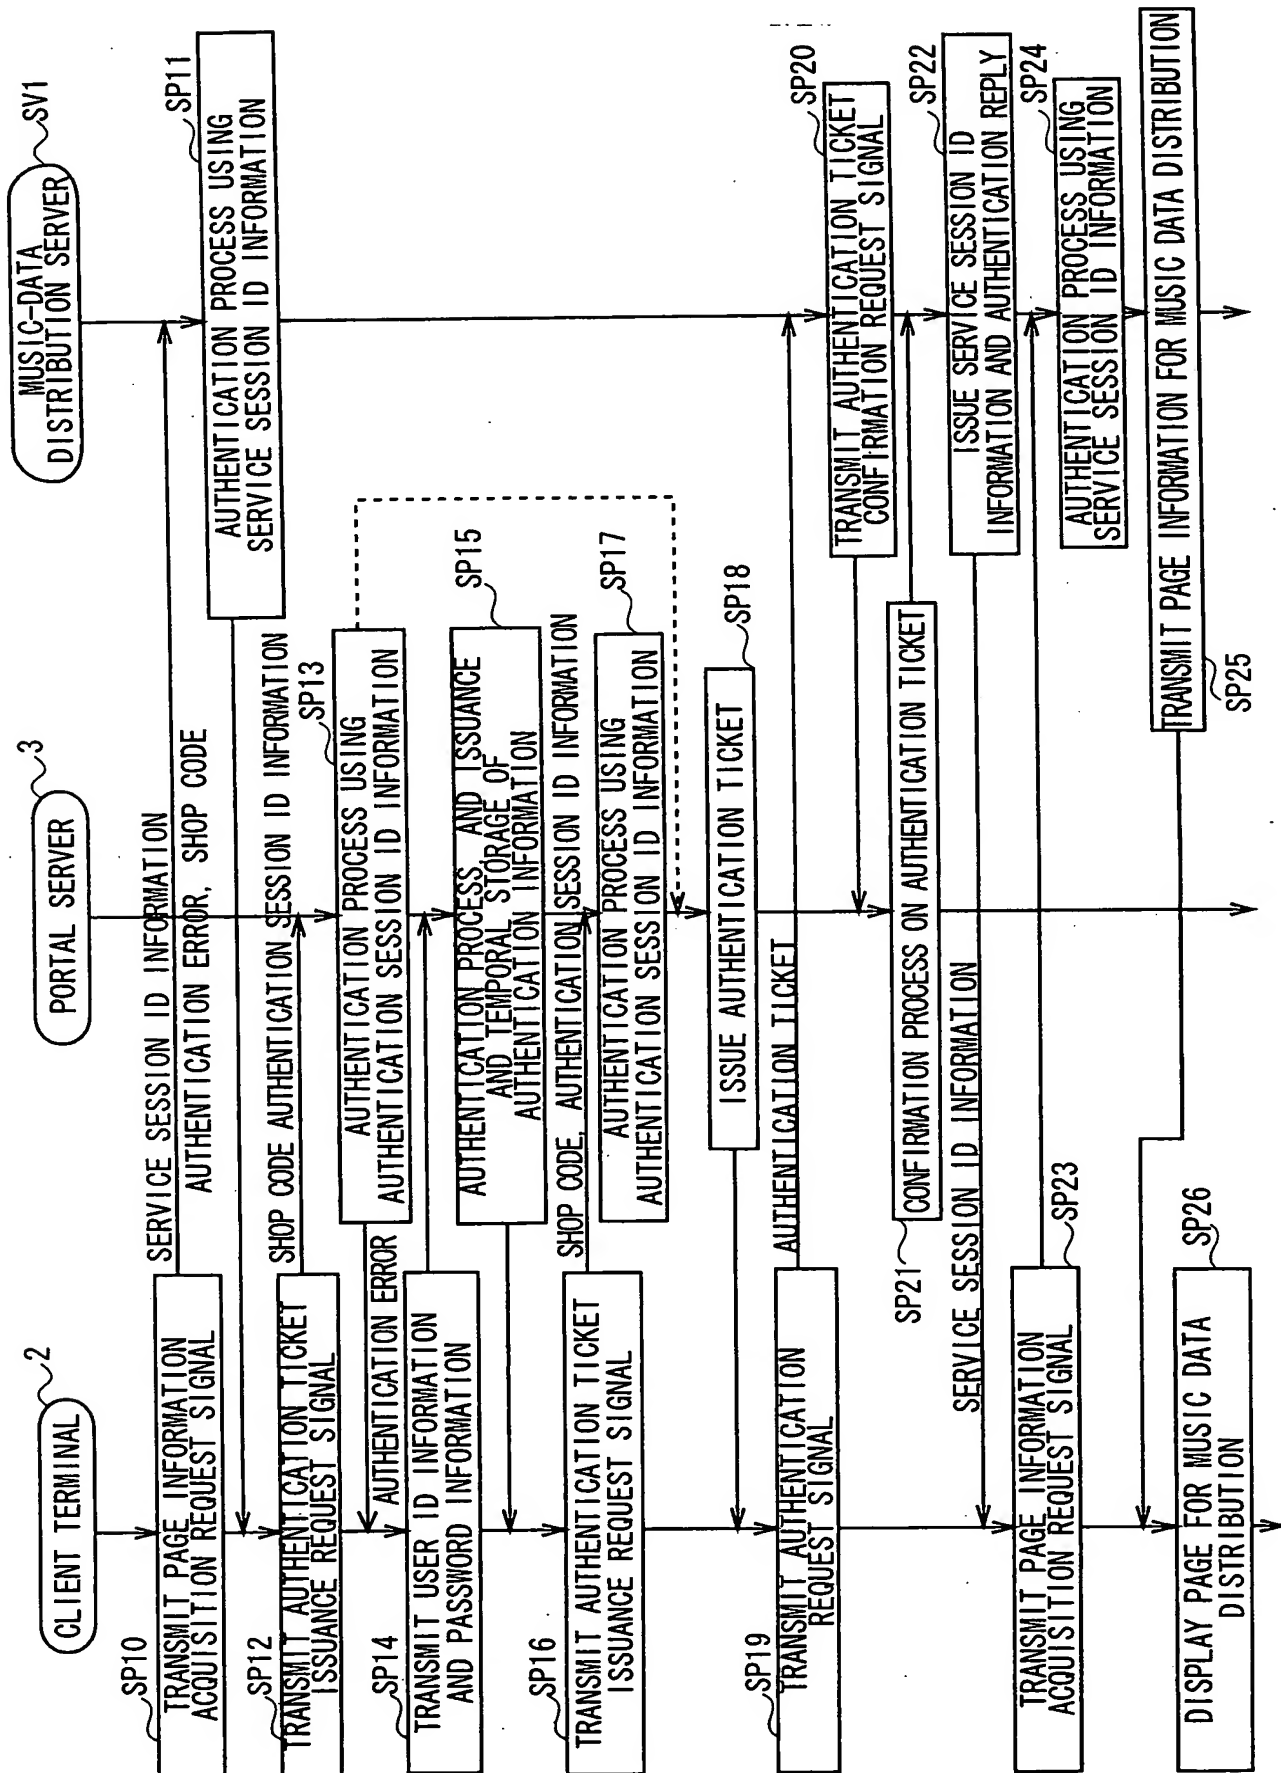 CLIENT TERMINAL
2
PORTAL SERVER
3
MUSIC-DATA
DISTRIBUTION SERVER
SV1
SP10
TRANSMIT PAGE INFORMATION
ACQUISITION REQUEST SIGNAL
SERVICE SESSION ID INFORMATION
AUTHENTICATION ERROR, SHOP CODE
SP11
AUTHENTICATION PROCESS USING
SERVICE SESSION ID INFORMATION
SP12
TRANSMIT AUTHENTICATION TICKET
ISSUANCE REQUEST SIGNAL
SHOP CODE AUTHENTICATION SESSION ID INFORMATION
SP13
AUTHENTICATION PROCESS USING
AUTHENTICATION SESSION ID INFORMATION
AUTHENTICATION ERROR
SP14
TRANSMIT USER ID INFORMATION
AND PASSWORD INFORMATION
SP15
AUTHENTICATION PROCESS, AND ISSUANCE
AND TEMPORAL STORAGE OF
AUTHENTICATION INFORMATION
SP16
TRANSMIT AUTHENTICATION TICKET
ISSUANCE REQUEST SIGNAL
SHOP CODE, AUTHENTICATION SESSION ID INFORMATION
SP17
AUTHENTICATION PROCESS USING
AUTHENTICATION SESSION ID INFORMATION
SP18
ISSUE AUTHENTICATION TICKET
SP19
TRANSMIT AUTHENTICATION
REQUEST SIGNAL
AUTHENTICATION TICKET
SP20
TRANSMIT AUTHENTICATION TICKET
CONFIRMATION REQUEST SIGNAL
SP21
CONFIRMATION PROCESS ON AUTHENTICATION TICKET
SP22
ISSUE SERVICE SESSION ID
INFORMATION AND AUTHENTICATION REPLY
SERVICE SESSION ID INFORMATION
SP23
TRANSMIT PAGE INFORMATION
ACQUISITION REQUEST SIGNAL
SP24
AUTHENTICATION PROCESS USING
SERVICE SESSION ID INFORMATION
TRANSMIT PAGE INFORMATION FOR MUSIC DATA DISTRIBUTION
SP25
SP26
DISPLAY PAGE FOR MUSIC DATA
DISTRIBUTION